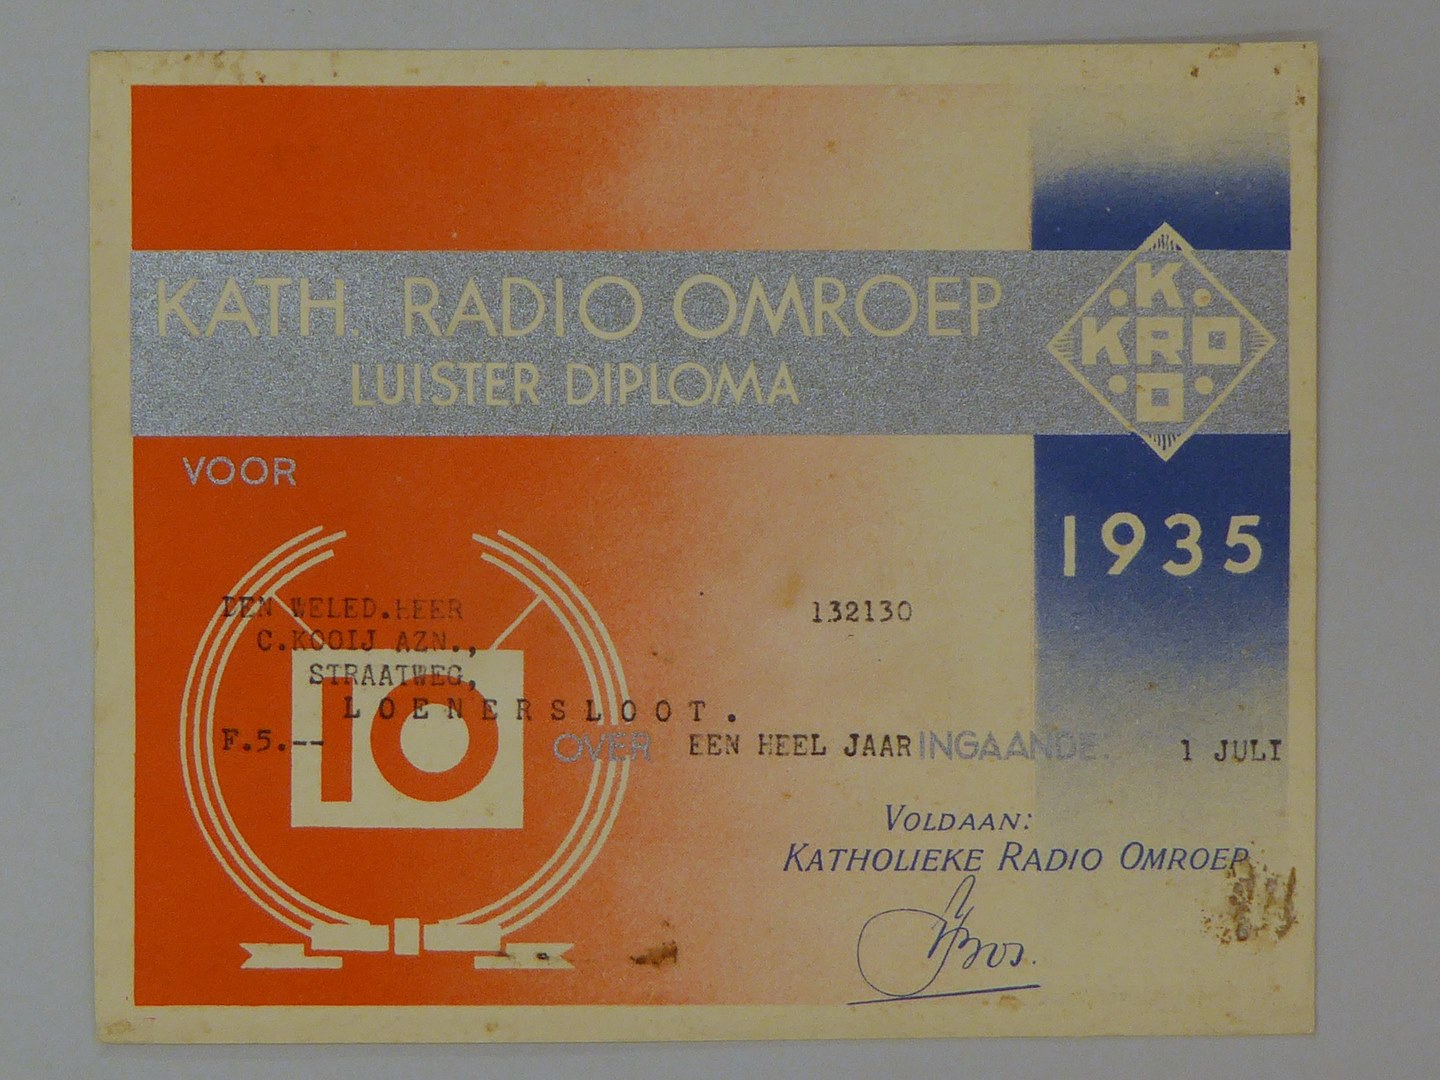 KATH. RADIO OMROEP
LUISTER DIPLOMA
K
KRO
O
VOOR
1935
DEN WELED.HEER
132130
C.KOOIJ AZN.,
STRAATWEG,
LOENERSLOOT.
10
F.5.-- OVER EEN HEEL JAAR INGAANDE: 1 JULI
VOLDAAN:
KATHOLIEKE RADIO OMROEP